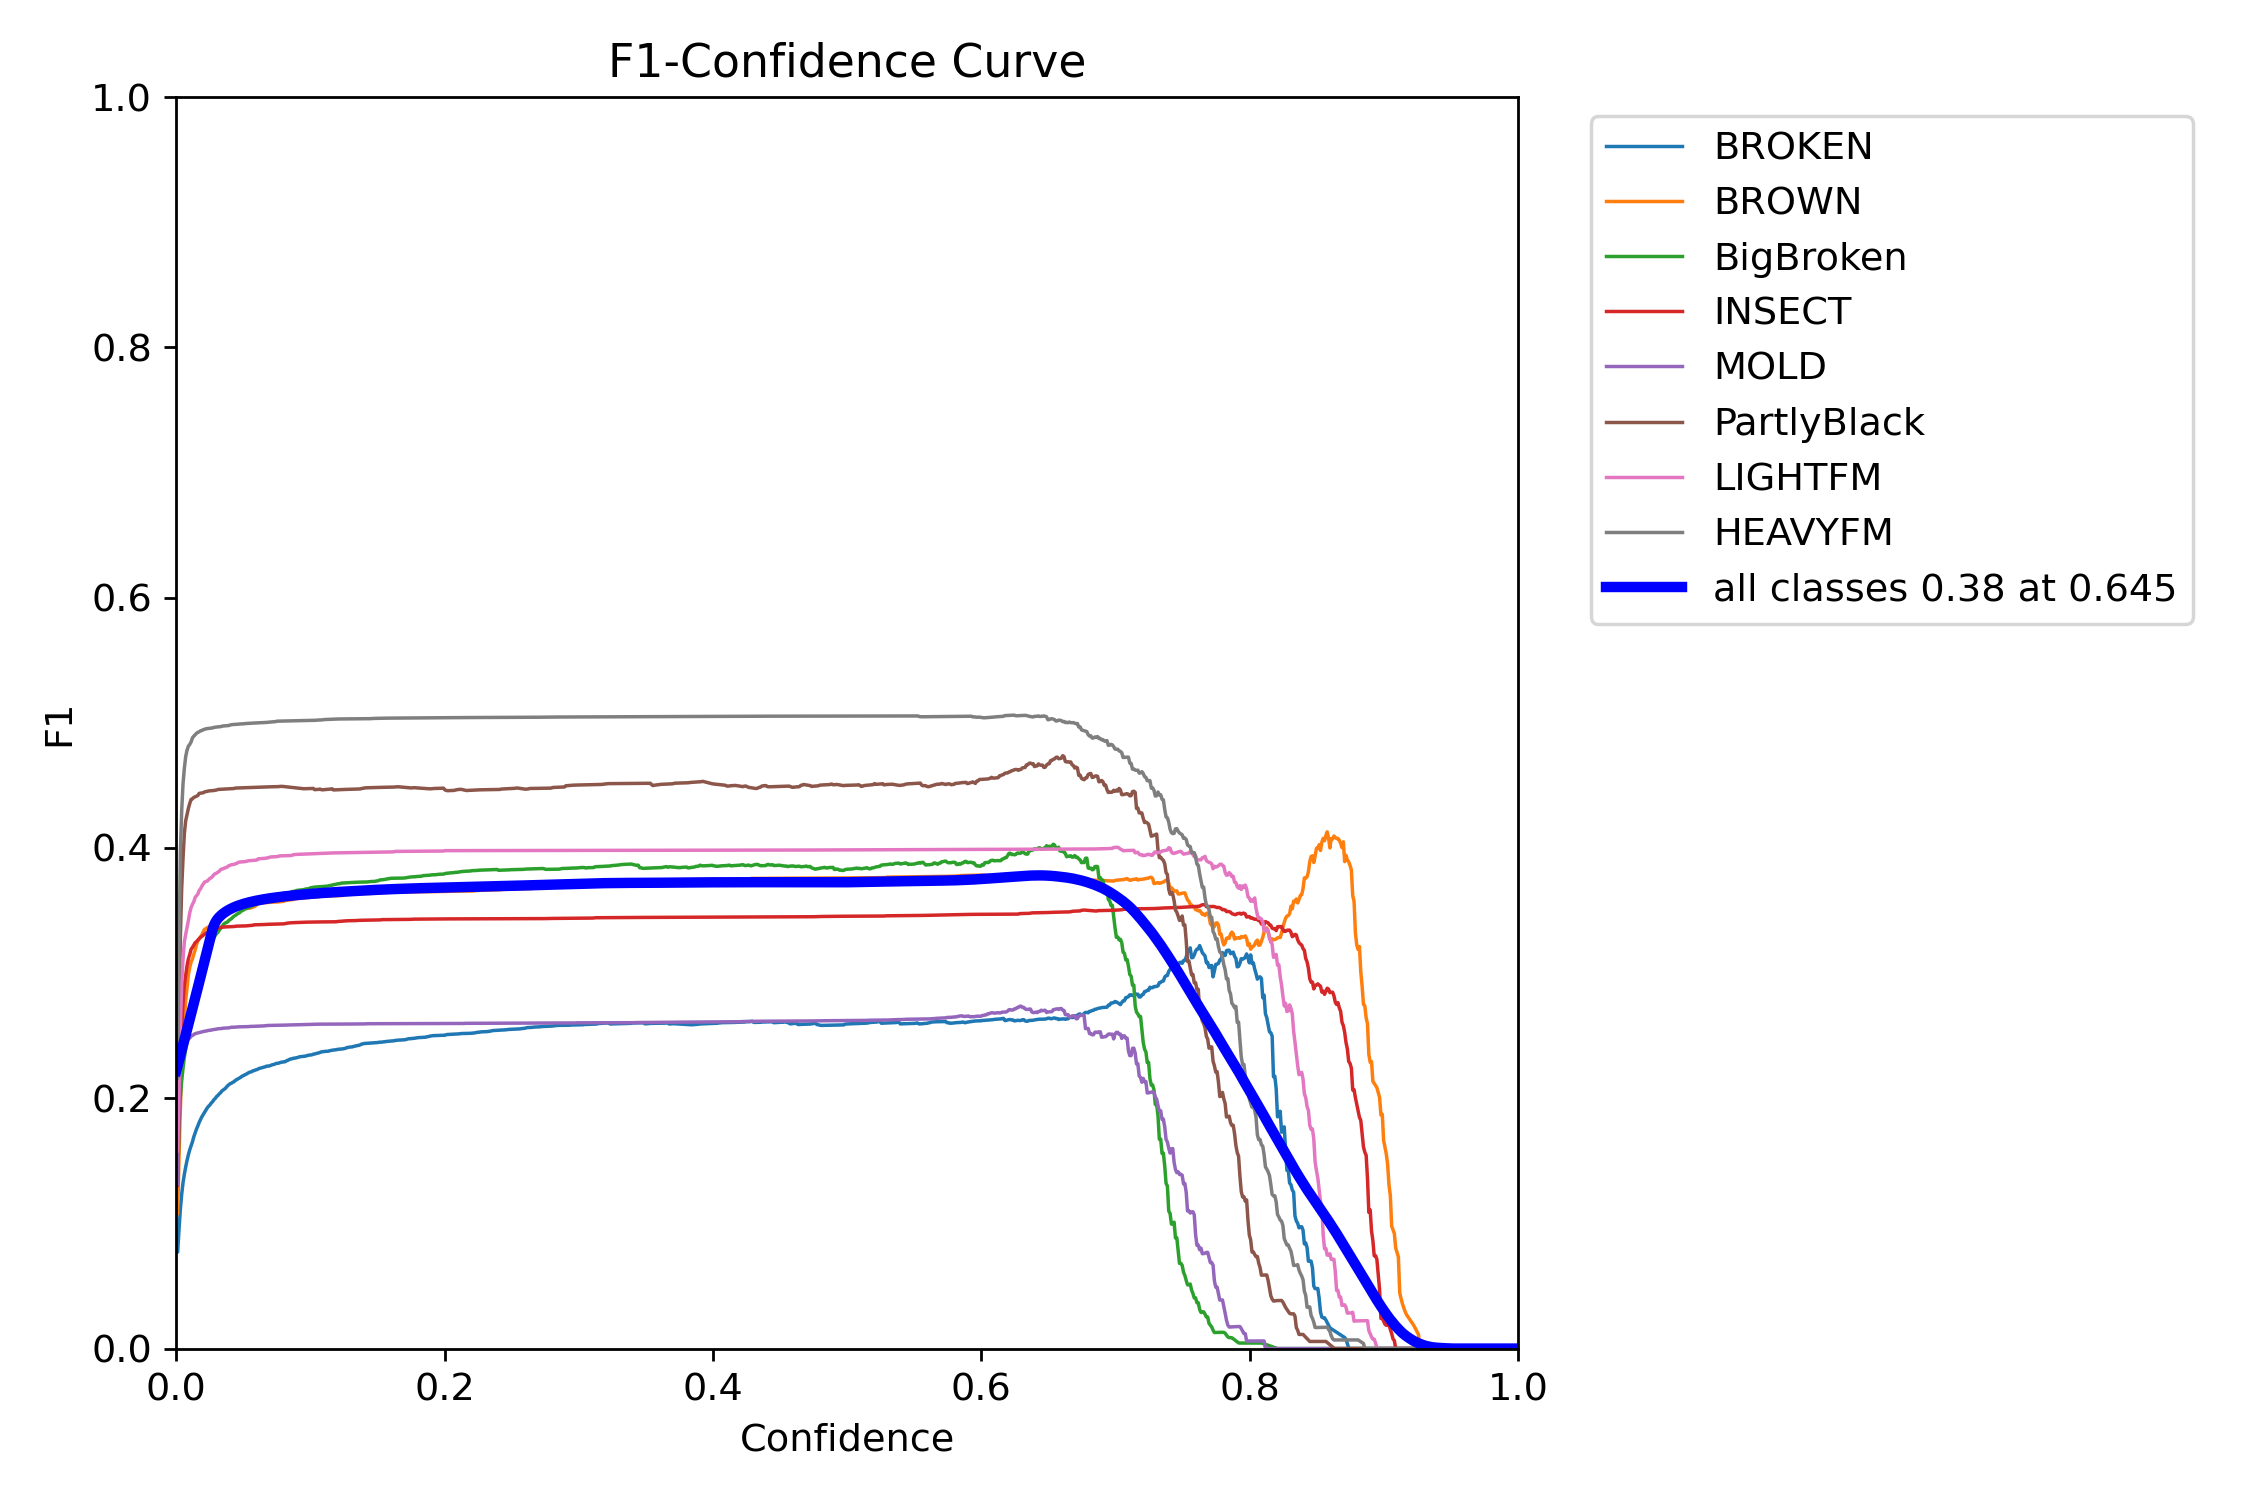 F1-Confidence Curve
1.0
0.8
0.6
0.4
0.2
0.0
F1
0.0 0.2 0.4 0.6 0.8 1.0
Confidence
BROKEN
BROWN
BigBroken
INSECT
MOLD
PartlyBlack
LIGHTFM
HEAVYFM
all classes 0.38 at 0.645